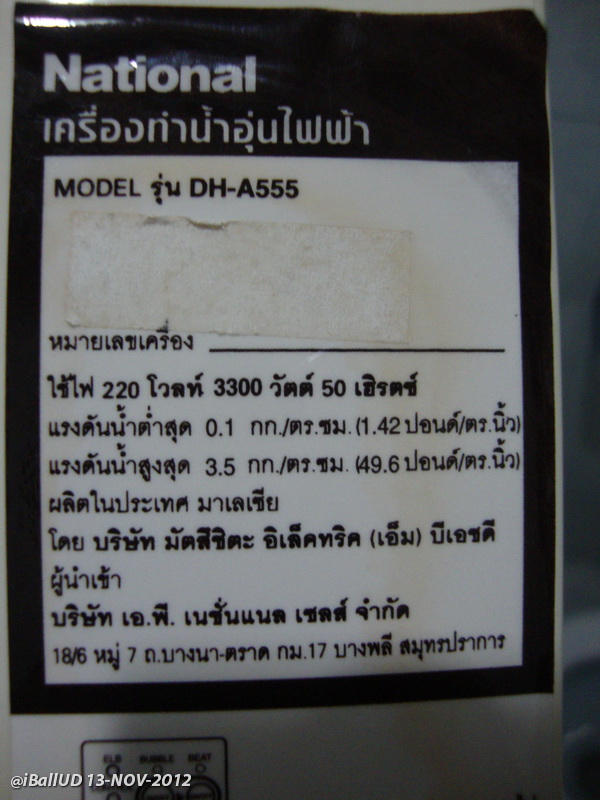 National
เครื่องทำน้ำอุ่นไฟฟ้า
MODEL รุ่น DH-A555
หมายเลขเครื่อง
ใช้ไฟ 220 โวลท์ 3300 วัตต์ 50 เฮิรตซ์
แรงดันน้ำต่ำสุด 0.1 กก./ตร.ซม. (1.42 ปอนด์/ตร.นิ้ว)
แรงดันน้ำสูงสุด 3.5 กก./ตร.ซม. (49.6 ปอนด์/ตร.นิ้ว)
ผลิตในประเทศ มาเลเซีย
โดย บริษัท มัตสึชิตะ อิเล็คทริค (เอ็ม) บีเอชดี
ผู้นำเข้า
บริษัท เอ.พี. เนชั่นแนล เซลส์ จำกัด
18/6 หมู่ 7 ถ.บางนา-ตราด กม.17 บางพลี สมุทรปราการ
ELB BUBBLE BEAT
@iBallUD 13-NOV-2012